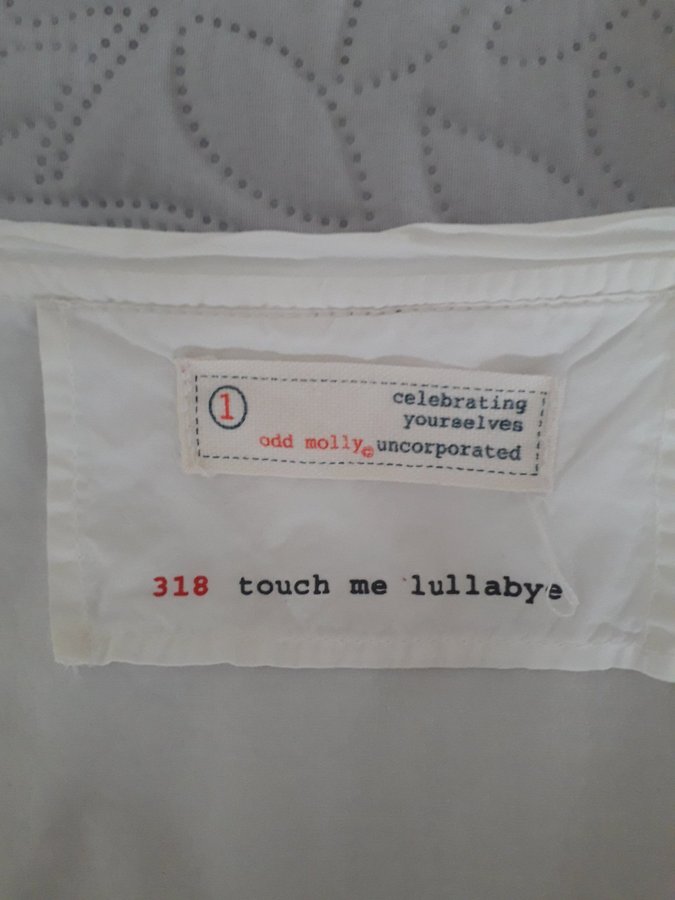 1
celebrating
yourselves
odd molly© uncorporated
318 touch me lullabye